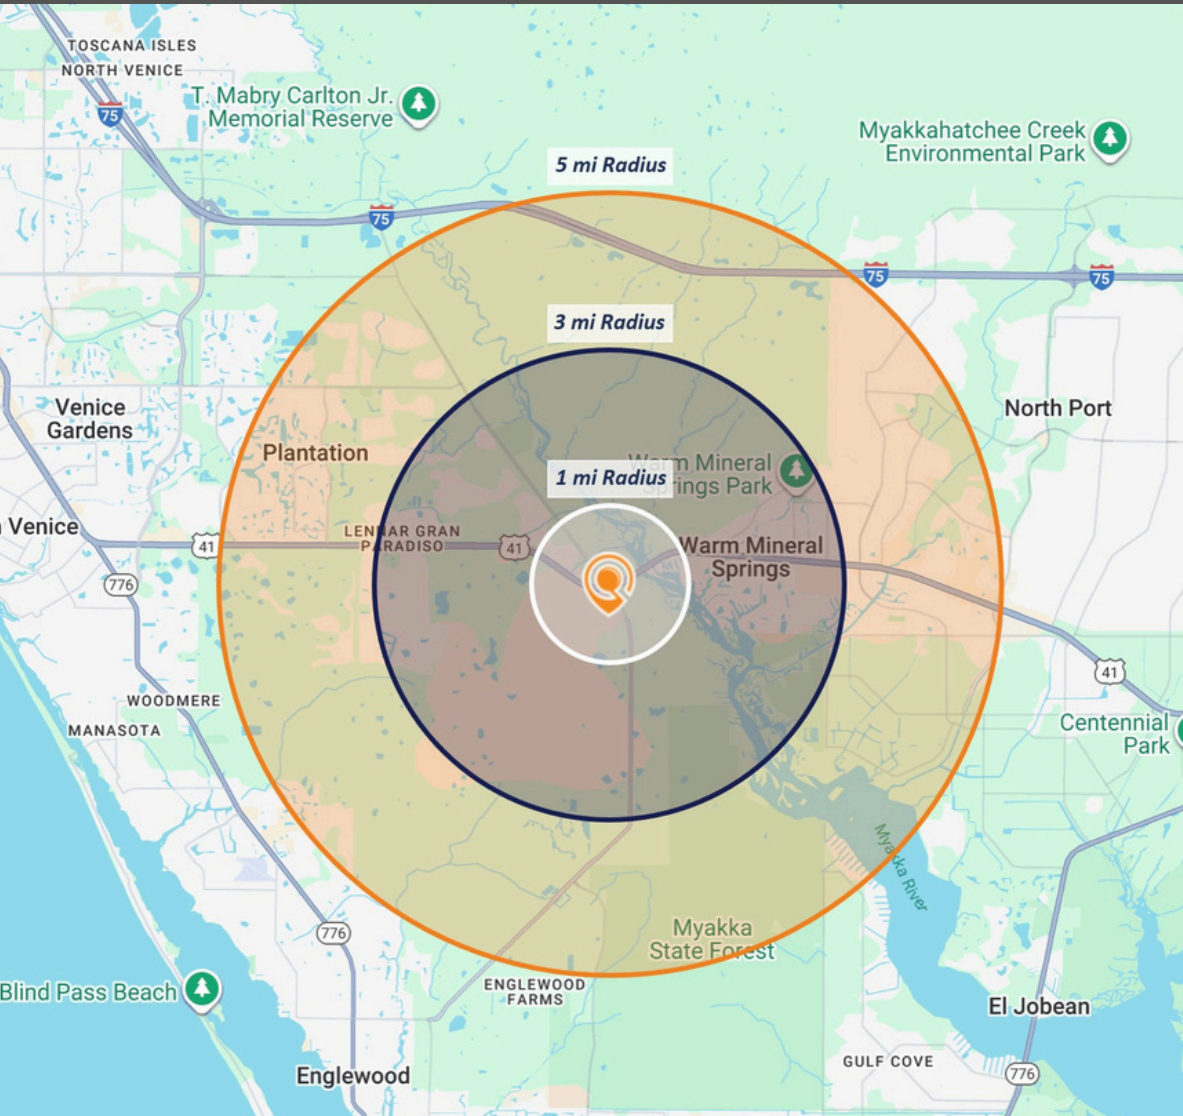 TOSCANA ISLES
NORTH VENICE
75
T. Mabry Carlton Jr.
Memorial Reserve
Myakkahatchee Creek
Environmental Park
5 mi Radius
75
75
75
3 mi Radius
Venice
Gardens
North Port
Plantation
Warm Mineral
Springs Park
1 mi Radius
Venice
41
LENNAR GRAN
PARADISO
41
Warm Mineral
Springs
776
41
WOODMERE
MANASOTA
Centennial
Park
Myakka River
776
Myakka
State Forest
Blind Pass Beach
ENGLEWOOD
FARMS
El Jobean
GULF COVE
776
Englewood